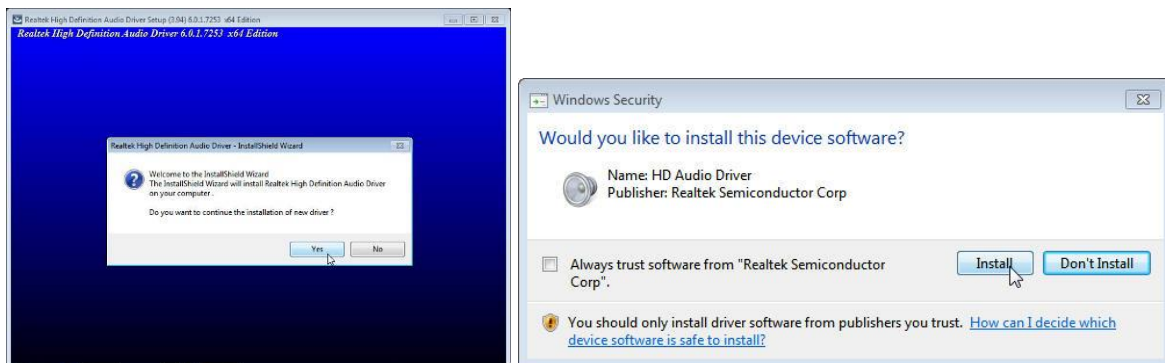 Realtek High Definition Audio Driver Setup (3.94) 6.0.1.7253 x64 Edition
Realtek High Definition Audio Driver 6.0.1.7253 x64 Edition
Realtek High Definition Audio Driver - InstallShield Wizard
Welcome to the InstallShield Wizard
The InstallShield Wizard will install Realtek High Definition Audio Driver
on your computer .
Do you want to continue the installation of new driver ?
Yes
No
Windows Security
Would you like to install this device software?
Name: HD Audio Driver
Publisher: Realtek Semiconductor Corp
Always trust software from "Realtek Semiconductor
Corp".
Install
Don't Install
You should only install driver software from publishers you trust. How can I decide which
device software is safe to install?